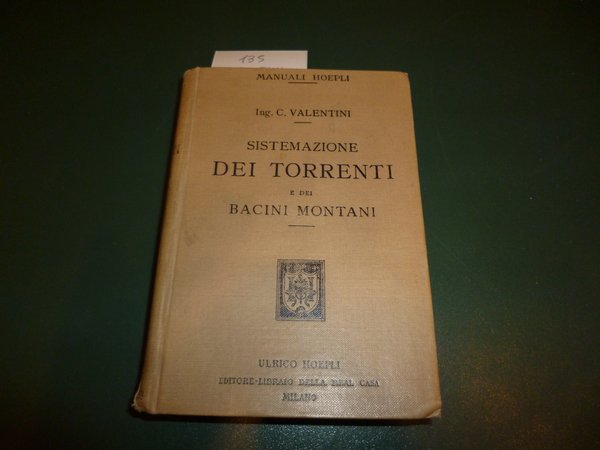 135
MANUALI HOEPLI
Ing. C. VALENTINI
SISTEMAZIONE
DEI TORRENTI
E DEI
BACINI MONTANI
ULRICO HOEPLI
EDITORE-LIBRAIO DELLA REAL CASA
MILANO